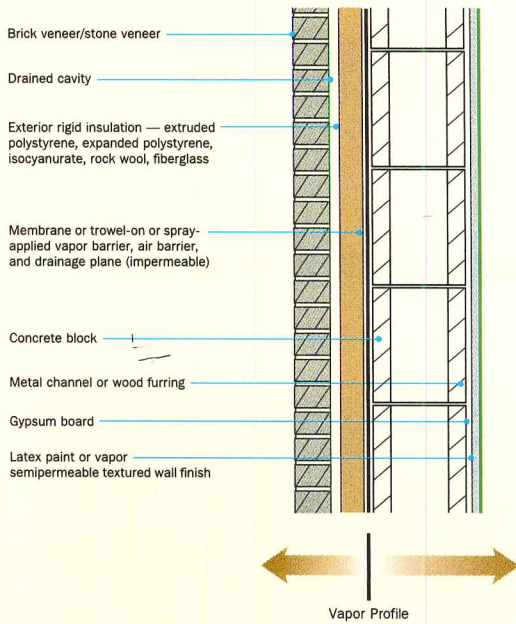 Brick veneer/stone veneer
Drained cavity
Exterior rigid insulation — extruded
polystyrene, expanded polystyrene,
isocyanurate, rock wool, fiberglass
Membrane or trowel-on or spray-
applied vapor barrier, air barrier,
and drainage plane (impermeable)
Concrete block
Metal channel or wood furring
Gypsum board
Latex paint or vapor
semipermeable textured wall finish
Vapor Profile